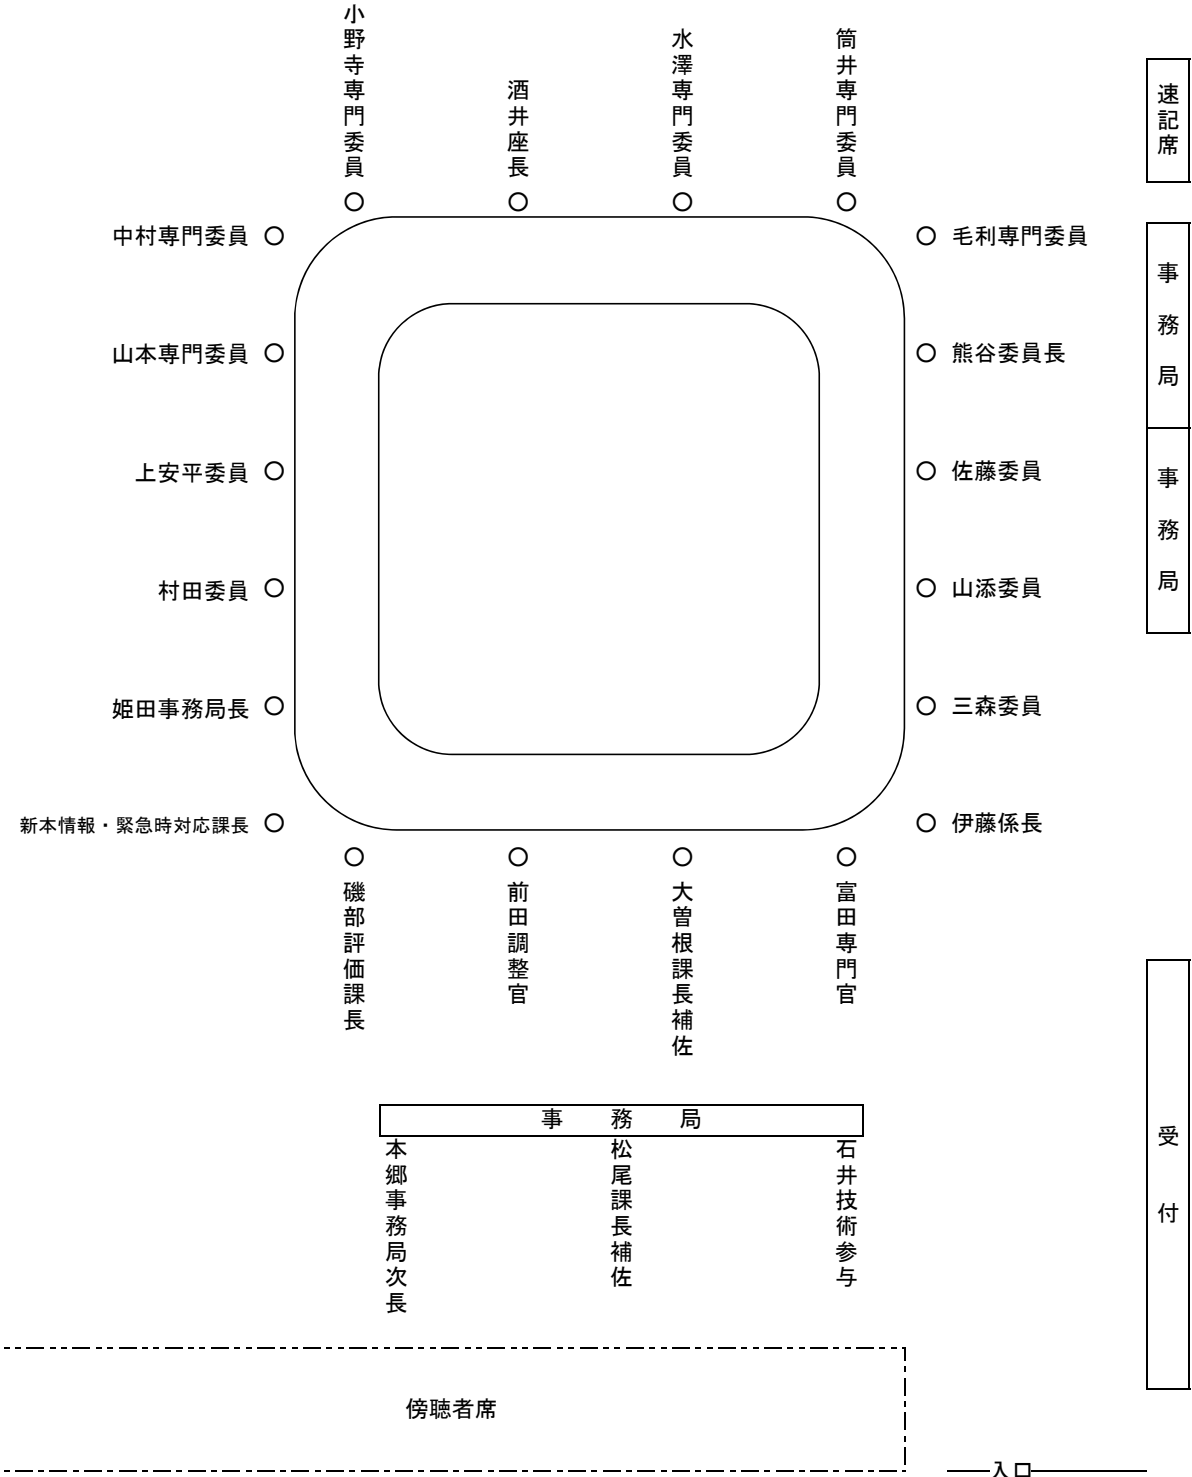 小野寺専門委員
酒井座長
水澤専門委員
筒井専門委員
速記席
中村専門委員
毛利専門委員
事務局
山本専門委員
熊谷委員長
上安平委員
佐藤委員
事務局
村田委員
山添委員
姫田事務局長
三森委員
新本情報・緊急時対応課長
伊藤係長
磯部評価課長
前田調整官
大曽根課長補佐
富田専門官
事務局
本郷事務局次長
松尾課長補佐
石井技術参与
受付
傍聴者席
入口